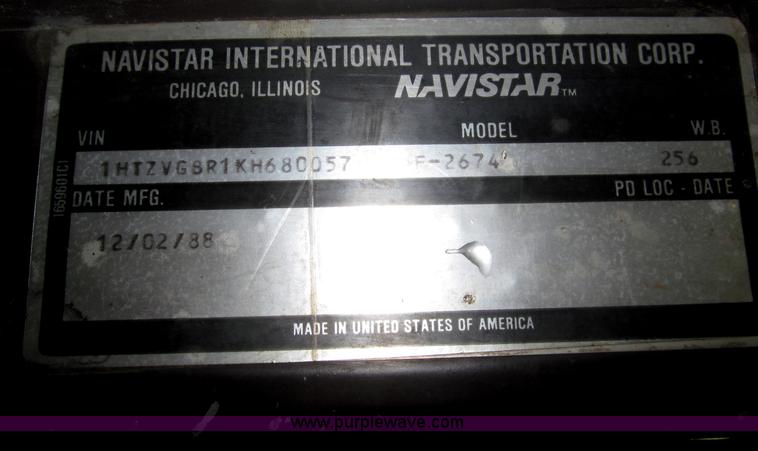 NAVISTAR INTERNATIONAL TRANSPORTATION CORP.
CHICAGO, ILLINOIS NAVISTAR™
VIN MODEL W.B.
1HTZVGBR1KH680057 F-2674 256
DATE MFG. PD LOC - DATE
12/02/88
MADE IN UNITED STATES OF AMERICA
1659601C1
www.purplewave.com